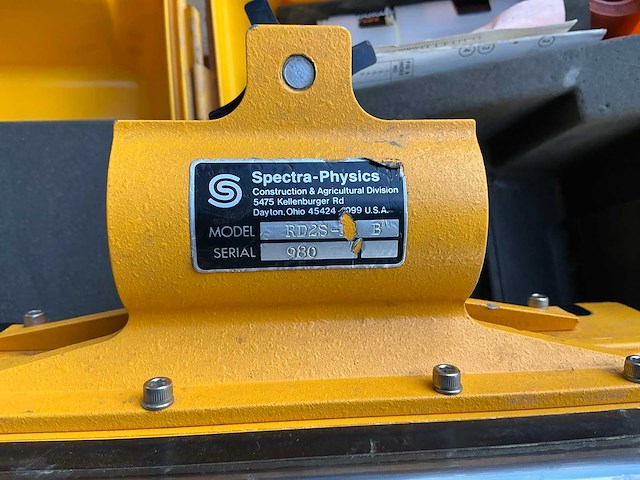 Spectra-Physics
Construction & Agricultural Division
5475 Kellenburger Rd
Dayton, Ohio 45424 U.S.A.
MODEL RD2S- B
SERIAL 980